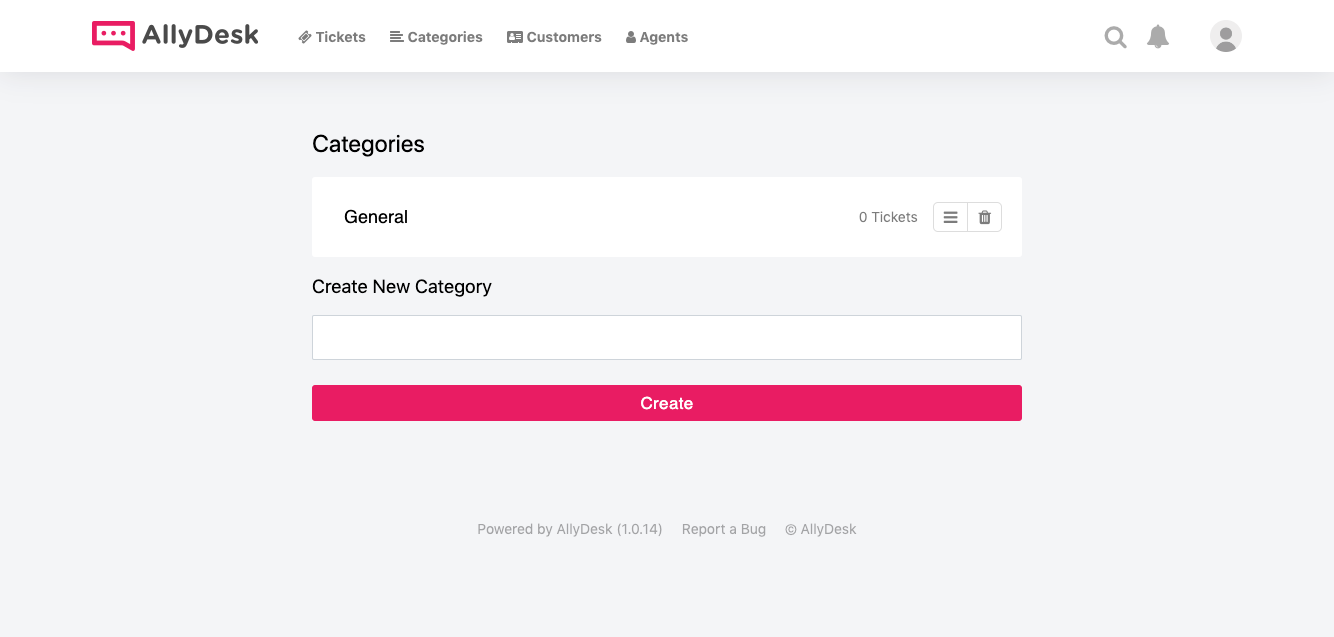 AllyDesk Tickets Categories Customers Agents
Categories
General 0 Tickets
Create New Category
Create
Powered by AllyDesk (1.0.14) Report a Bug © AllyDesk